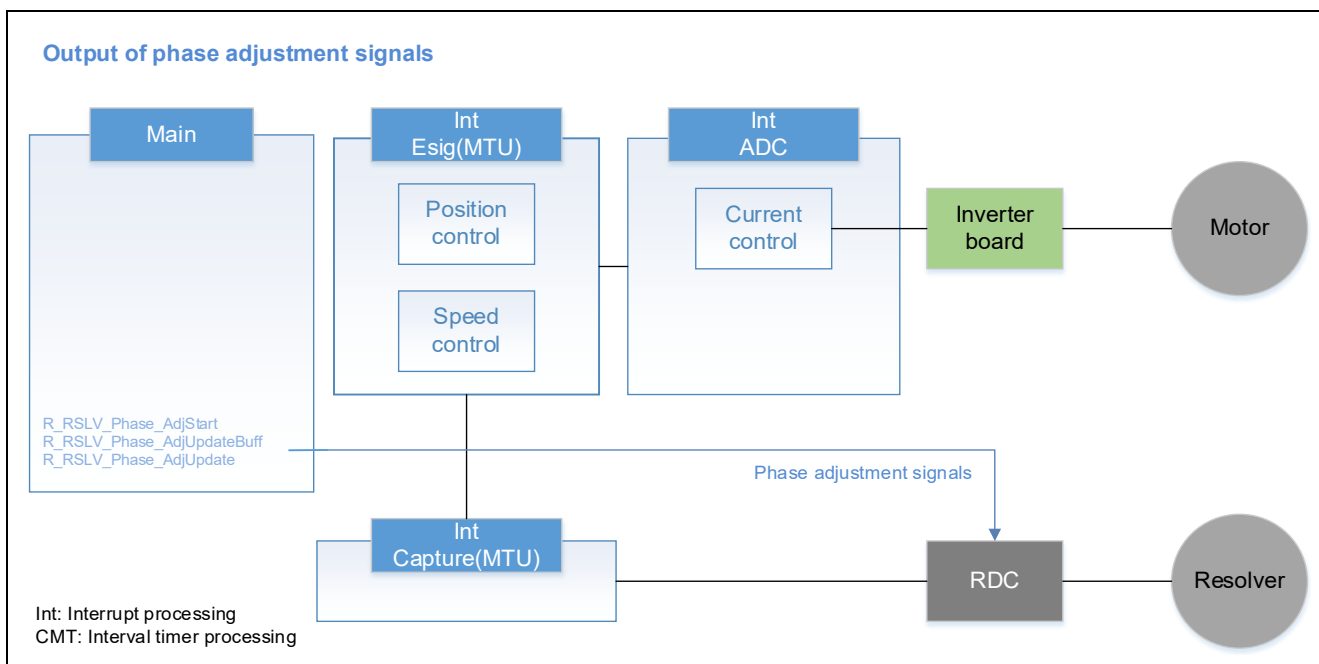 Output of phase adjustment signals
Main
Int
Esig(MTU)
Int
ADC
Position
control
Current
control
Inverter
board
Motor
Speed
control
R_RSLV_Phase_AdjStart
R_RSLV_Phase_AdjUpdateBuff
R_RSLV_Phase_AdjUpdate
Phase adjustment signals
Int
Capture(MTU)
RDC
Resolver
Int: Interrupt processing
CMT: Interval timer processing